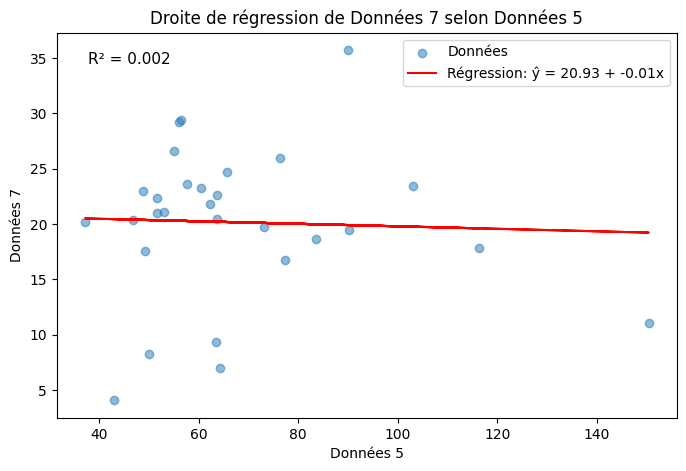 Droite de régression de Données 7 selon Données 5
R² = 0.002
Données
Régression: ŷ = 20.93 + -0.01x
35
30
25
20
15
10
5
Données 7
40
60
80
100
120
140
Données 5